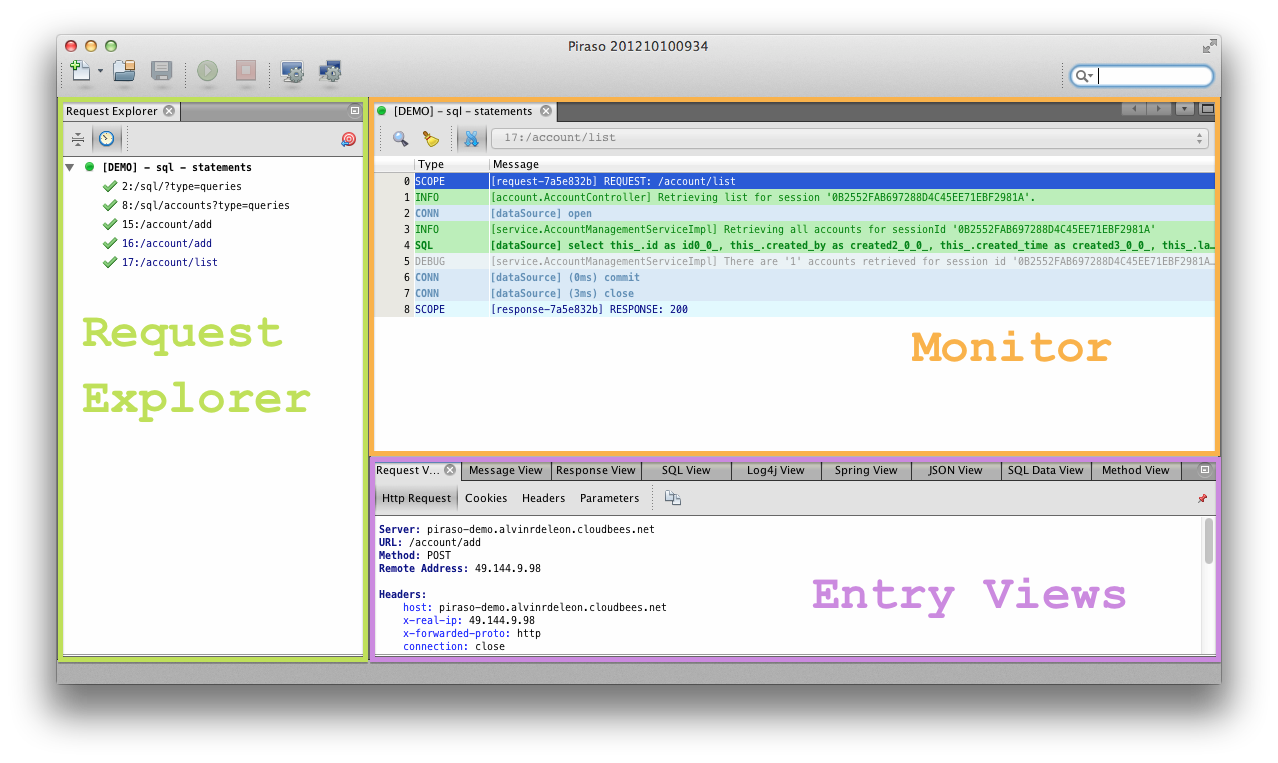 Piraso 201210100934
Request Explorer
[DEMO] - sql - statements
2:/sql/?type=queries
8:/sql/accounts?type=queries
15:/account/add
16:/account/add
17:/account/list
Request
Explorer
[DEMO] - sql - statements
17:/account/list
Type Message
0 SCOPE [request-7a5e832b] REQUEST: /account/list
1 INFO [account.AccountController] Retrieving list for session '0B2552FAB697288D4C45EE71EBF2981A'.
2 CONN [dataSource] open
3 INFO [service.AccountManagementServiceImpl] Retrieving all accounts for sessionId '0B2552FAB697288D4C45EE71EBF2981A'
4 SQL [dataSource] select this_.id as id0_0_, this_.created_by as created2_0_0_, this_.created_time as created3_0_0_, this_.la...
5 DEBUG [service.AccountManagementServiceImpl] There are '1' accounts retrieved for session id '0B2552FAB697288D4C45EE71EBF2981A...
6 CONN [dataSource] (0ms) commit
7 CONN [dataSource] (3ms) close
8 SCOPE [response-7a5e832b] RESPONSE: 200
Monitor
Request V... Message View Response View SQL View Log4j View Spring View JSON View SQL Data View Method View
Http Request Cookies Headers Parameters
Server: piraso-demo.alvinrdeleon.cloudbees.net
URL: /account/add
Method: POST
Remote Address: 49.144.9.98
Headers:
host: piraso-demo.alvinrdeleon.cloudbees.net
x-real-ip: 49.144.9.98
x-forwarded-proto: http
connection: close
Entry Views